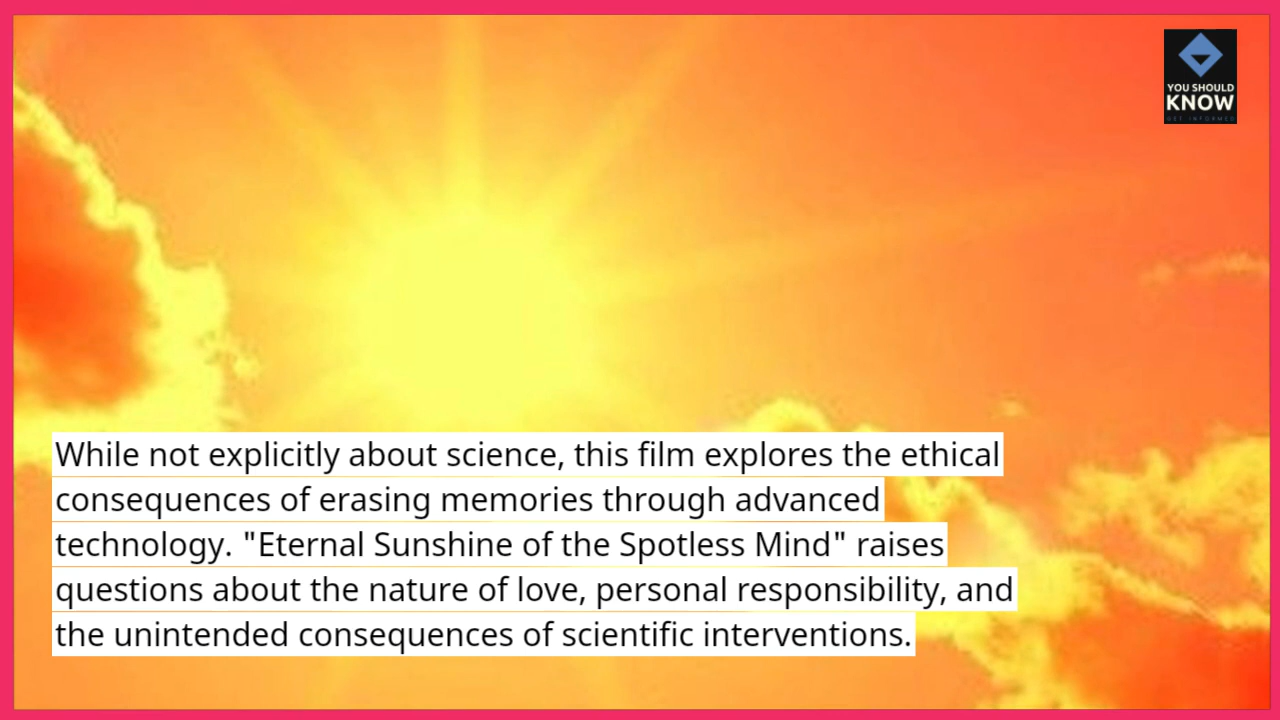 YOU SHOULD
KNOW
GET INFORMED
While not explicitly about science, this film explores the ethical
consequences of erasing memories through advanced
technology. "Eternal Sunshine of the Spotless Mind" raises
questions about the nature of love, personal responsibility, and
the unintended consequences of scientific interventions.